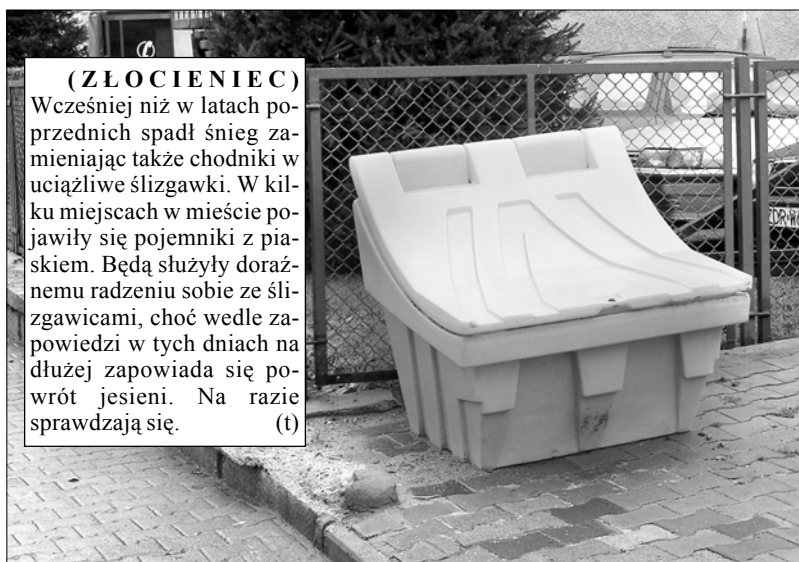 (ZŁOCIENIEC)
Wcześniej niż w latach po-
przednich spadł śnieg za-
mieniając także chodniki w
uciążliwe ślizgawki. W kil-
ku miejscach w mieście po-
jawiły się pojemniki z pia-
skiem. Będą służyły doraź-
nemu radzeniu sobie ze śli-
zgawicami, choć wedle za-
powiedzi w tych dniach na
dłużej zapowiada się po-
wrót jesieni. Na razie
sprawdzają się. (t)
ZDR